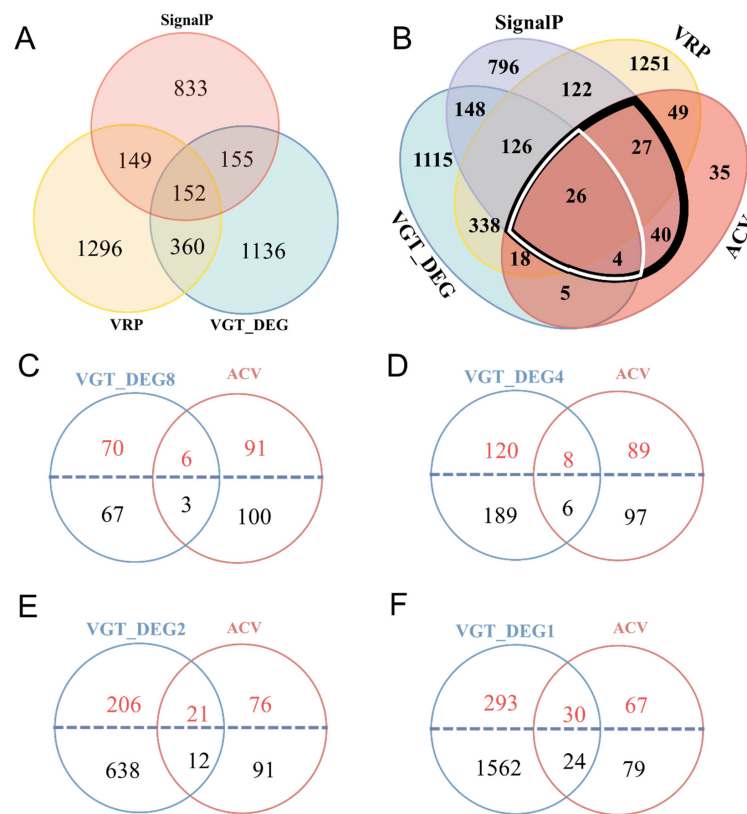 A
SignalP
833
149
155
152
1296
360
1136
VRP
VGT_DEG
B
SignalP
VRP
796
1251
122
148
49
126
27
1115
35
26
338
40
18
4
5
VGT_DEG
ACV
C
VGT_DEG8
ACV
70
6
91
67
3
100
D
VGT_DEG4
ACV
120
8
89
189
6
97
E
VGT_DEG2
ACV
206
21
76
638
12
91
F
VGT_DEG1
ACV
293
30
67
1562
24
79